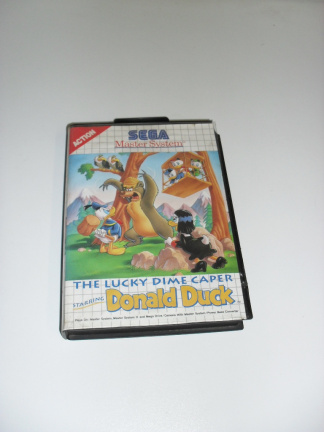 ACTION
SEGA
Master System
THE LUCKY DIME CAPER
STARRING
Donald Duck